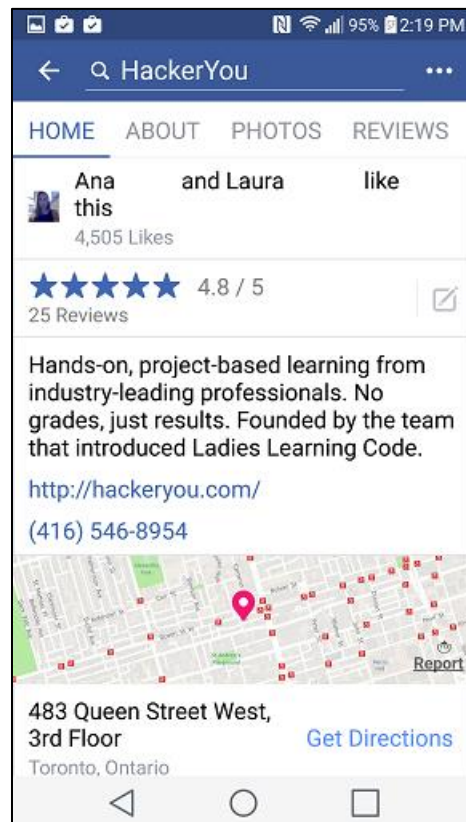 95% 2:19 PM
HackerYou
HOME ABOUT PHOTOS REVIEWS
Ana and Laura like
this
4,505 Likes
4.8 / 5
25 Reviews
Hands-on, project-based learning from
industry-leading professionals. No
grades, just results. Founded by the team
that introduced Ladies Learning Code.
http://hackeryou.com/
(416) 546-8954
Report
483 Queen Street West,
3rd Floor
Get Directions
Toronto, Ontario